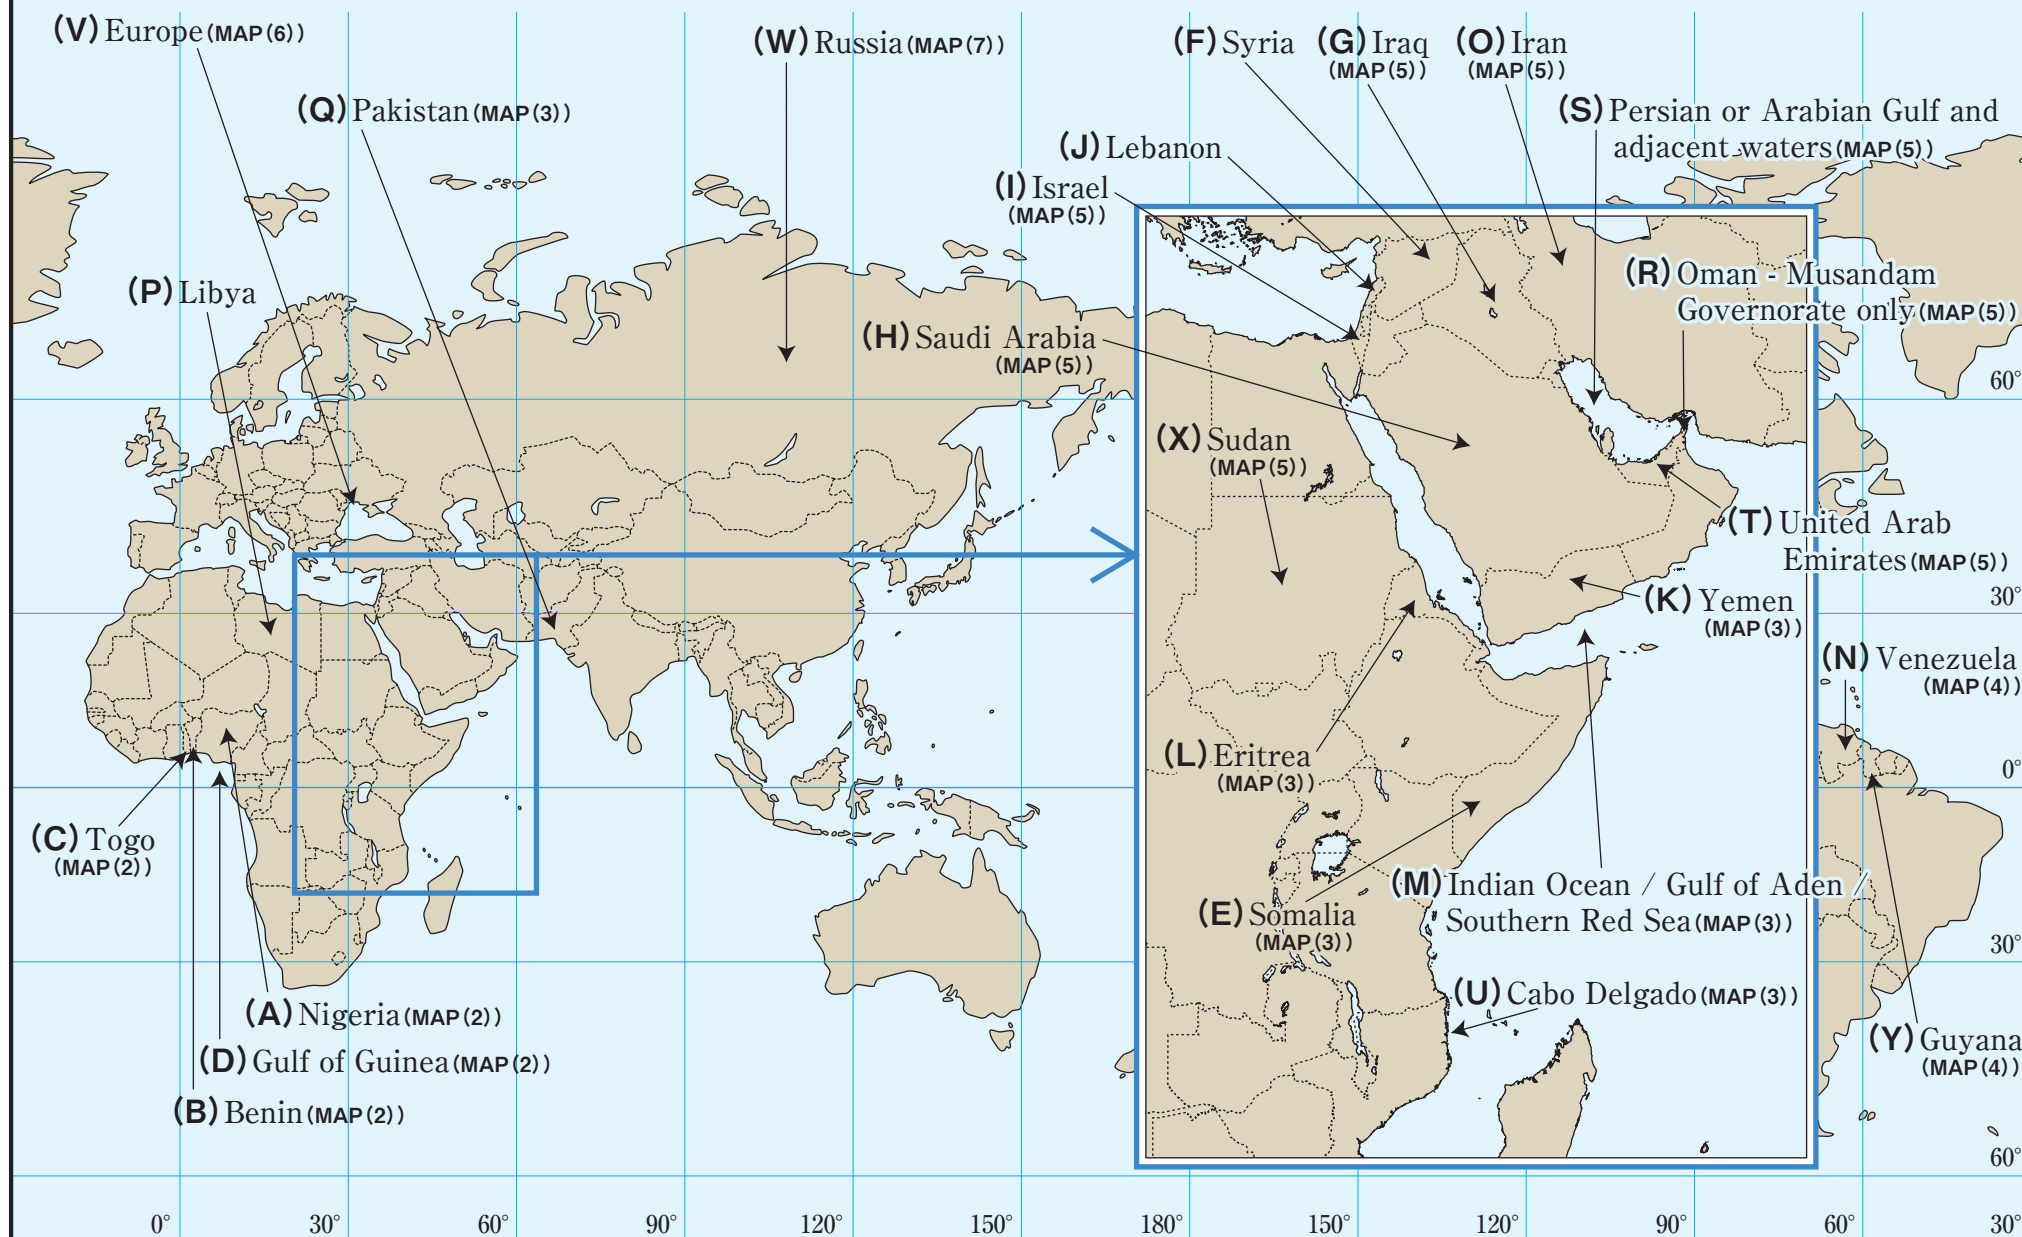 (V) Europe (MAP(6))
(W) Russia (MAP(7))
(F) Syria
(G) Iraq
(MAP(5))
(O) Iran
(MAP(5))
(Q) Pakistan (MAP(3))
(S) Persian or Arabian Gulf and
adjacent waters (MAP(5))
(J) Lebanon
(I) Israel
(MAP(5))
(P) Libya
(R) Oman - Musandam
Governorate only (MAP(5))
(H) Saudi Arabia
(MAP(5))
60°
(X) Sudan
(MAP(5))
(T) United Arab
Emirates (MAP(5))
30°
(K) Yemen
(MAP(3))
(N) Venezuela
(MAP(4))
(L) Eritrea
(MAP(3))
0°
(C) Togo
(MAP(2))
(M) Indian Ocean / Gulf of Aden /
Southern Red Sea (MAP(3))
(E) Somalia
(MAP(3))
30°
(U) Cabo Delgado (MAP(3))
(A) Nigeria (MAP(2))
(Y) Guyana
(MAP(4))
(D) Gulf of Guinea (MAP(2))
(B) Benin (MAP(2))
60°
0° 30° 60° 90° 120° 150° 180° 150° 120° 90° 60° 30°